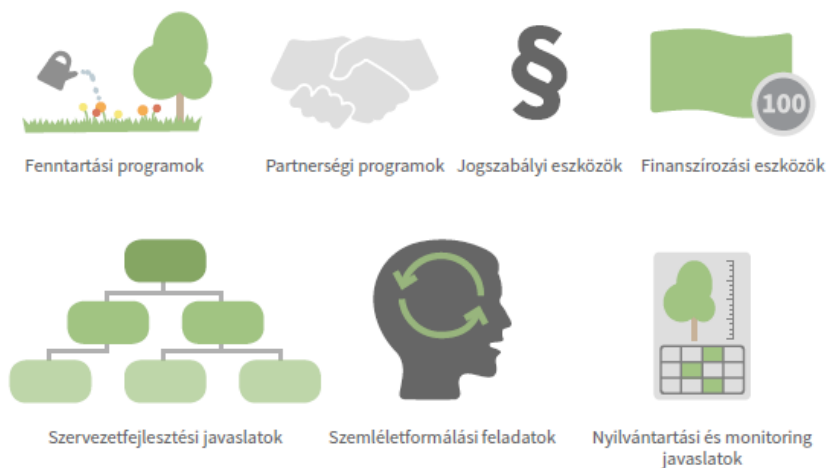 100
Fenntartási programok
Partnerségi programok
Jogszabályi eszközök
Finanszírozási eszközök
Szervezetfejlesztési javaslatok
Szemléletformálási feladatok
Nyilvántartási és monitoring
javaslatok